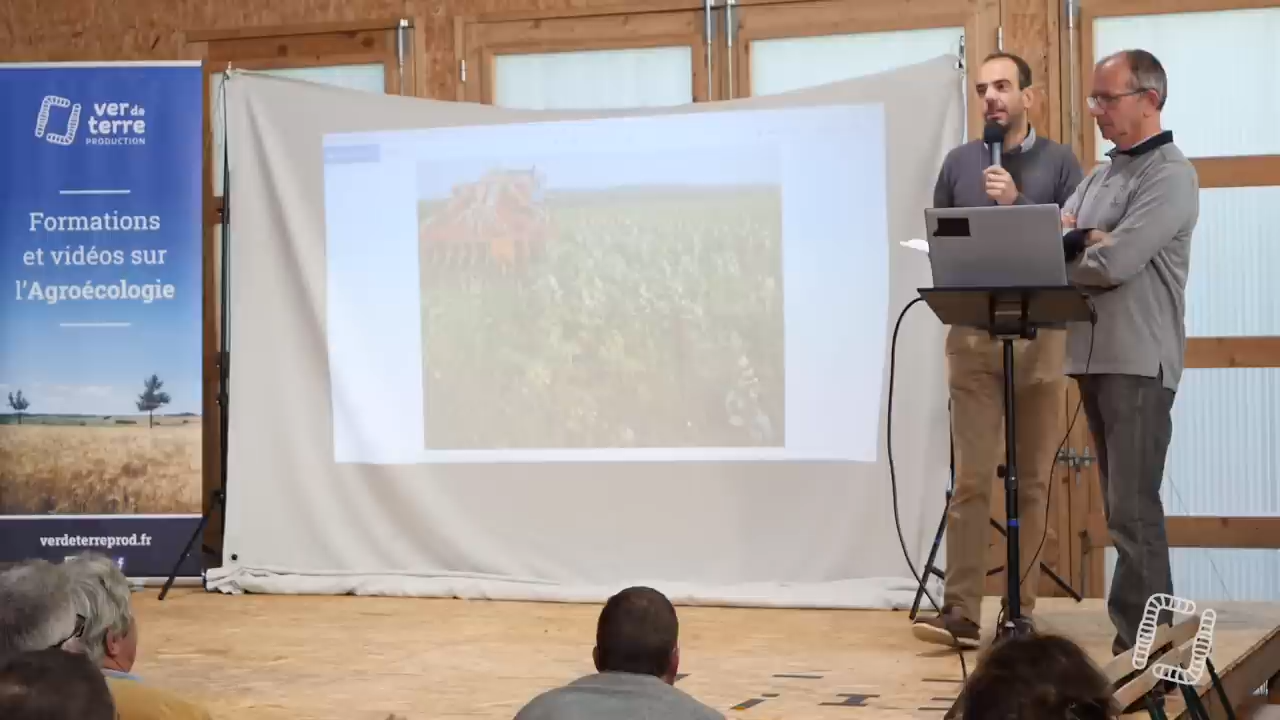 ver de
terre
PRODUCTION
Formations
et vidéos sur
l'Agroécologie
verdeterreprod.fr